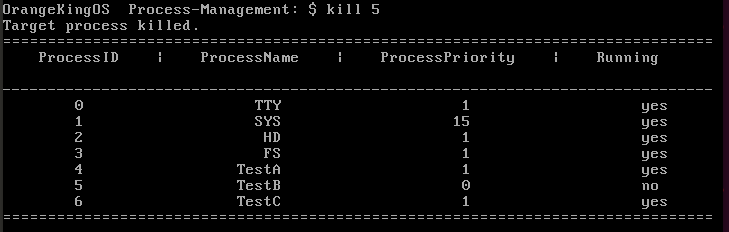 OrangeKingOS  Process-Management: $ kill 5
Target process killed.
==============================================================================
ProcessID | ProcessName | ProcessPriority | Running
------------------------------------------------------------------------------
0 TTY 1 yes
1 SYS 15 yes
2 HD 1 yes
3 FS 1 yes
4 TestA 1 yes
5 TestB 0 no
6 TestC 1 yes
==============================================================================